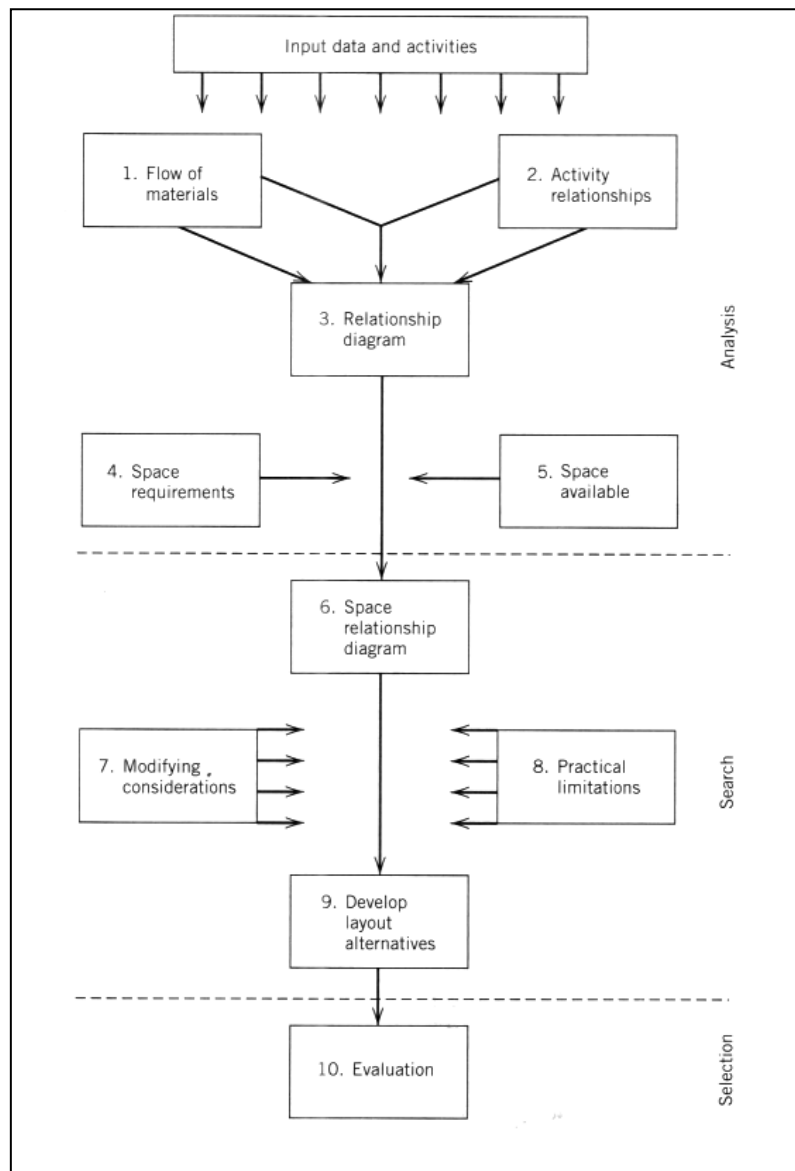 Input data and activities
1. Flow of
materials
2. Activity
relationships
3. Relationship
diagram
Analysis
4. Space
requirements
5. Space
available
6. Space
relationship
diagram
7. Modifying
considerations
8. Practical
limitations
Search
9. Develop
layout
alternatives
10. Evaluation
Selection